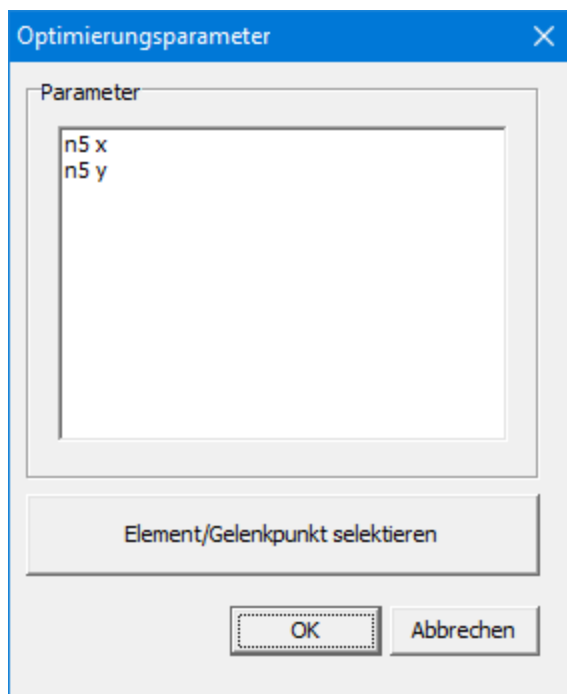 Optimierungsparameter
Parameter
n5 x
n5 y
Element/Gelenkpunkt selektieren
OK
Abbrechen